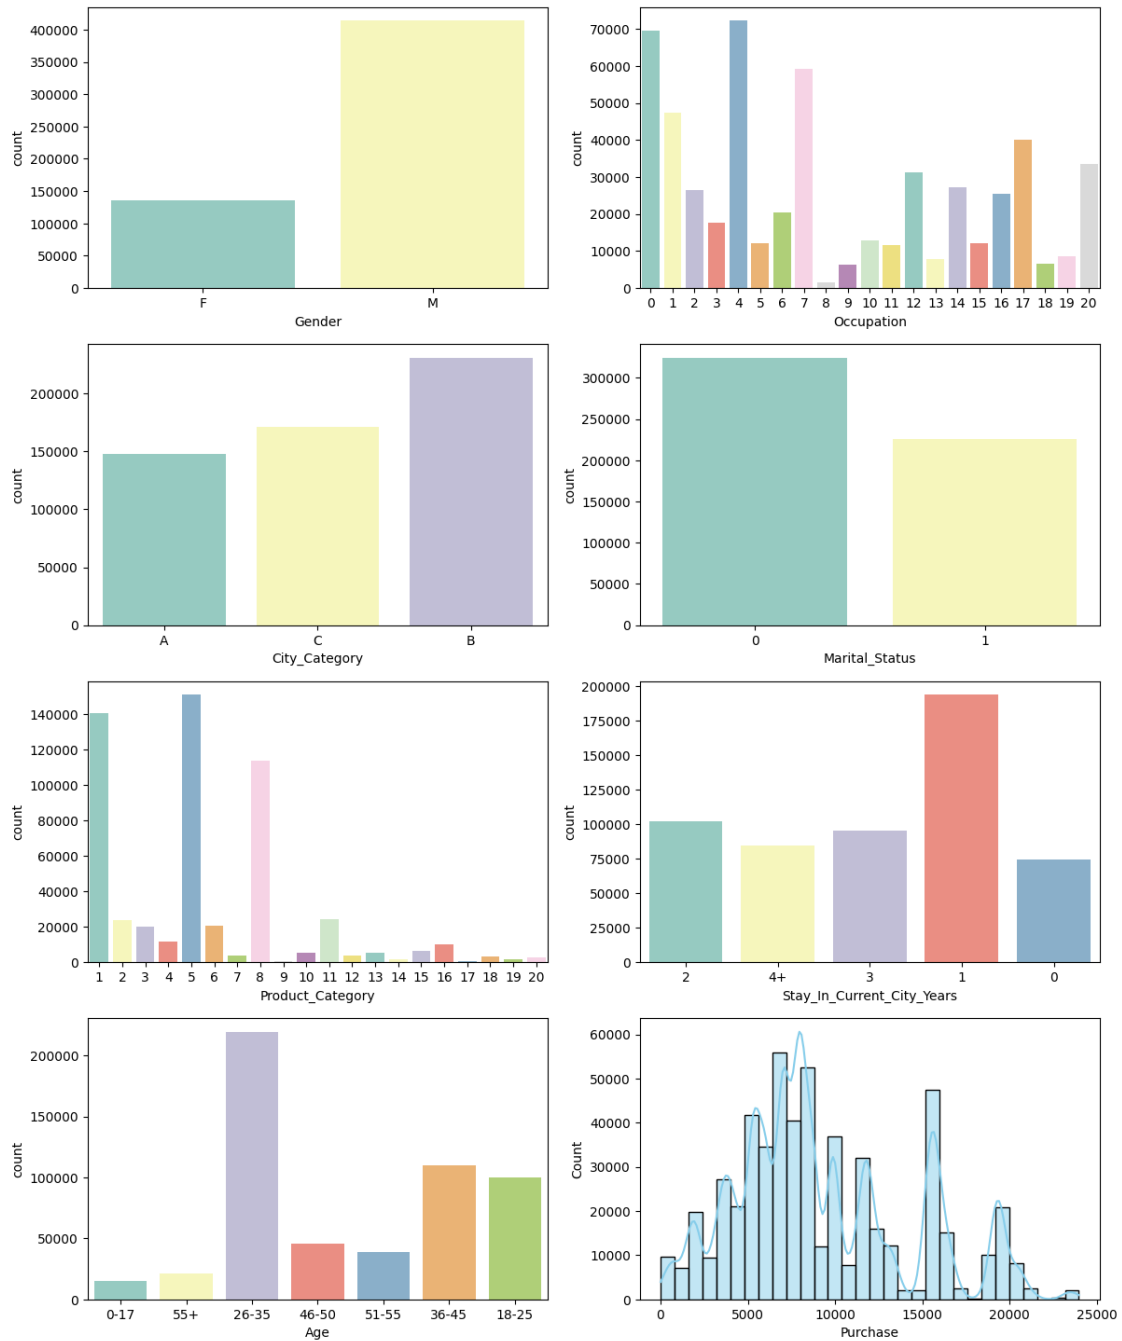 400000
350000
300000
250000
200000
150000
100000
50000
0
count
F M
Gender
70000
60000
50000
40000
30000
20000
10000
0
count
0 1 2 3 4 5 6 7 8 9 10 11 12 13 14 15 16 17 18 19 20
Occupation
200000
150000
100000
50000
0
count
A C B
City_Category
300000
250000
200000
150000
100000
50000
0
count
0 1
Marital_Status
140000
120000
100000
80000
60000
40000
20000
0
count
1 2 3 4 5 6 7 8 9 10 11 12 13 14 15 16 17 18 19 20
Product_Category
200000
175000
150000
125000
100000
75000
50000
25000
0
count
2 4+ 3 1 0
Stay_In_Current_City_Years
200000
150000
100000
50000
0
count
0-17 55+ 26-35 46-50 51-55 36-45 18-25
Age
60000
50000
40000
30000
20000
10000
0
Count
0 5000 10000 15000 20000 25000
Purchase